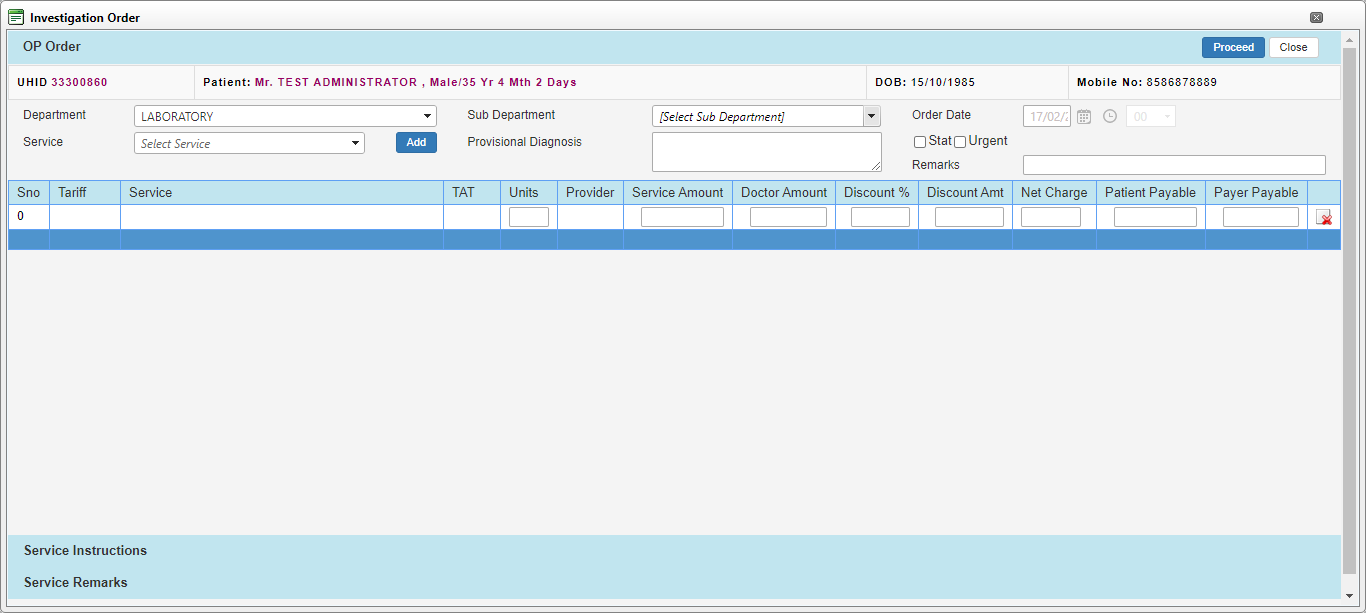 Investigation Order
OP Order
Proceed Close
UHID 33300860 Patient: Mr. TEST ADMINISTRATOR , Male/35 Yr 4 Mth 2 Days DOB: 15/10/1985 Mobile No: 8586878889
Department LABORATORY Sub Department [Select Sub Department] Order Date 17/02/2 00
Service Select Service Add Provisional Diagnosis Stat Urgent
Remarks
Sno Tariff Service TAT Units Provider Service Amount Doctor Amount Discount % Discount Amt Net Charge Patient Payable Payer Payable
0
Service Instructions
Service Remarks